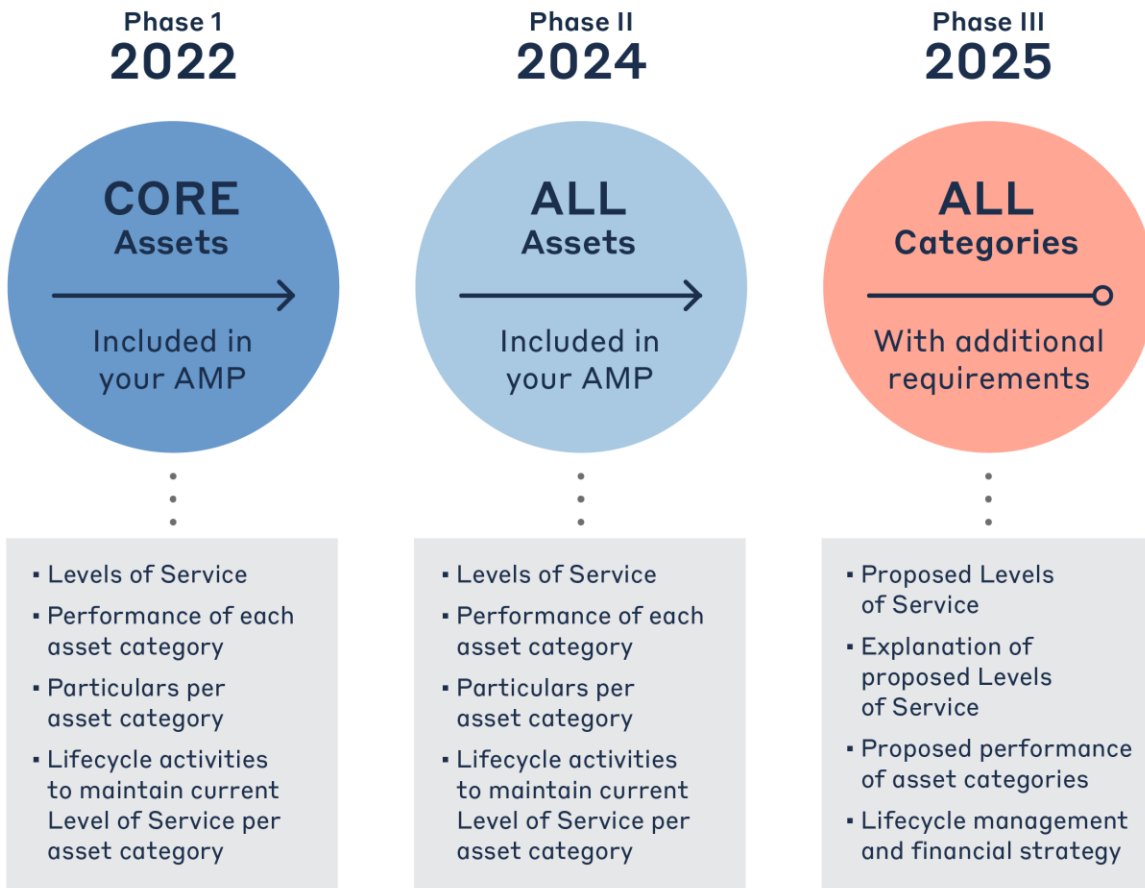 Phase 1
2022
CORE
Assets
Included in
your AMP
▪ Levels of Service
▪ Performance of each
asset category
▪ Particulars per
asset category
▪ Lifecycle activities
to maintain current
Level of Service per
asset category
Phase II
2024
ALL
Assets
Included in
your AMP
▪ Levels of Service
▪ Performance of each
asset category
▪ Particulars per
asset category
▪ Lifecycle activities
to maintain current
Level of Service per
asset category
Phase III
2025
ALL
Categories
With additional
requirements
▪ Proposed Levels
of Service
▪ Explanation of
proposed Levels
of Service
▪ Proposed performance
of asset categories
▪ Lifecycle management
and financial strategy